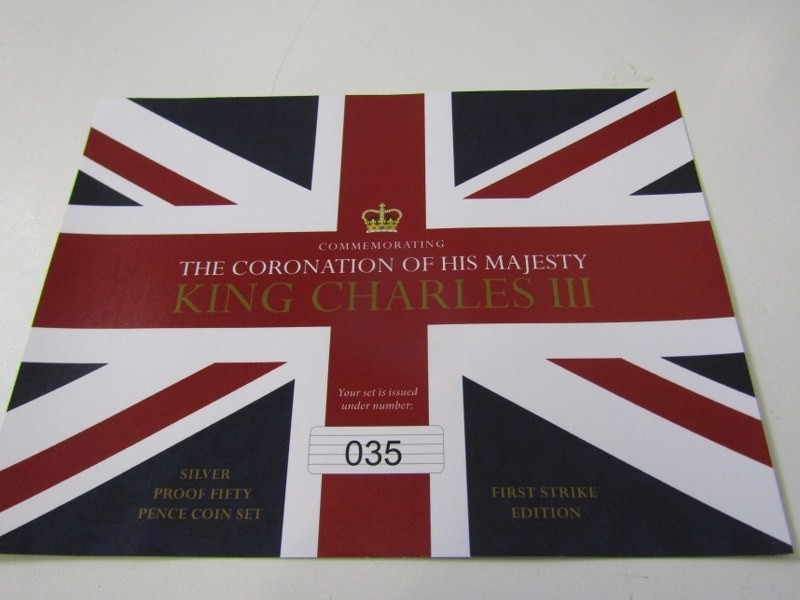 COMMEMORATING
THE CORONATION OF HIS MAJESTY
KING CHARLES III
Your set is issued
under number:
035
SILVER
PROOF FIFTY
PENCE COIN SET
FIRST STRIKE
EDITION